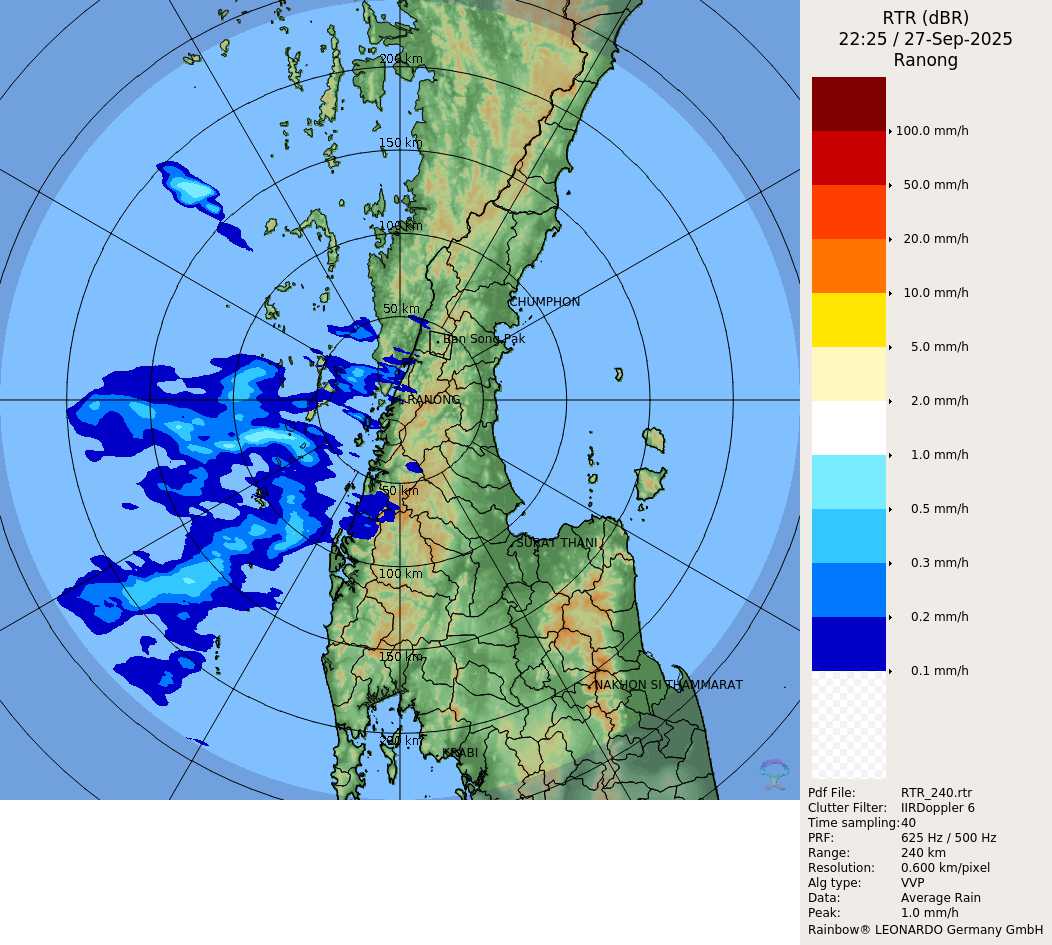 RTR (dBR)
22:25 / 27-Sep-2025
Ranong
200 km
150 km
100 km
50 km
CHUMPHON
Ban Song Pak
RANONG
50 km
SURAT THANI
100 km
150 km
NAKHON SI THAMMARAT
200 km
KRABI
100.0 mm/h
50.0 mm/h
20.0 mm/h
10.0 mm/h
5.0 mm/h
2.0 mm/h
1.0 mm/h
0.5 mm/h
0.3 mm/h
0.2 mm/h
0.1 mm/h
Pdf File: RTR_240.rtr
Clutter Filter: IIRDoppler 6
Time sampling:40
PRF: 625 Hz / 500 Hz
Range: 240 km
Resolution: 0.600 km/pixel
Alg type: VVP
Data: Average Rain
Peak: 1.0 mm/h
Rainbow® LEONARDO Germany GmbH